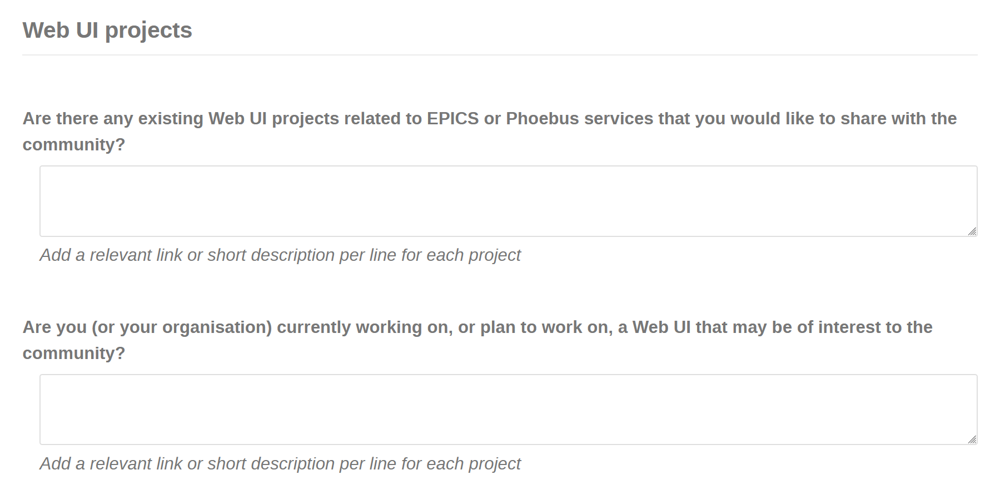 Web UI projects
Are there any existing Web UI projects related to EPICS or Phoebus services that you would like to share with the
community?
Add a relevant link or short description per line for each project
Are you (or your organisation) currently working on, or plan to work on, a Web UI that may be of interest to the
community?
Add a relevant link or short description per line for each project